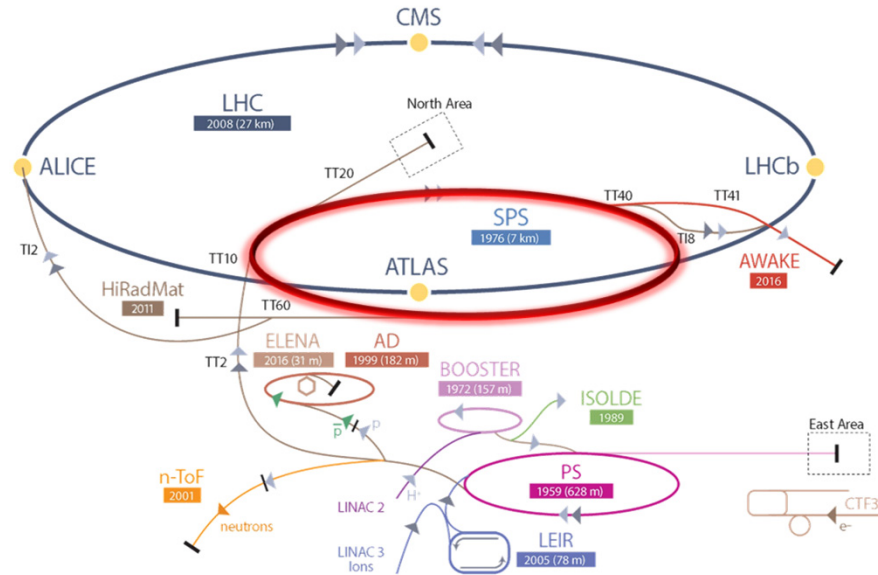 CMS
LHC
2008 (27 km)
North Area
ALICE
TT20
LHCb
TT40
TT41
SPS
1976 (7 km)
TI8
TI2
TT10
ATLAS
AWAKE
2016
HiRadMat
2011
TT60
ELENA
2016 (31 m)
AD
1999 (182 m)
TT2
BOOSTER
1972 (157 m)
ISOLDE
1989
p
p
East Area
n-ToF
2001
PS
1959 (628 m)
H⁺
LINAC 2
neutrons
CTF3
e-
LEIR
2005 (78 m)
LINAC 3
Ions